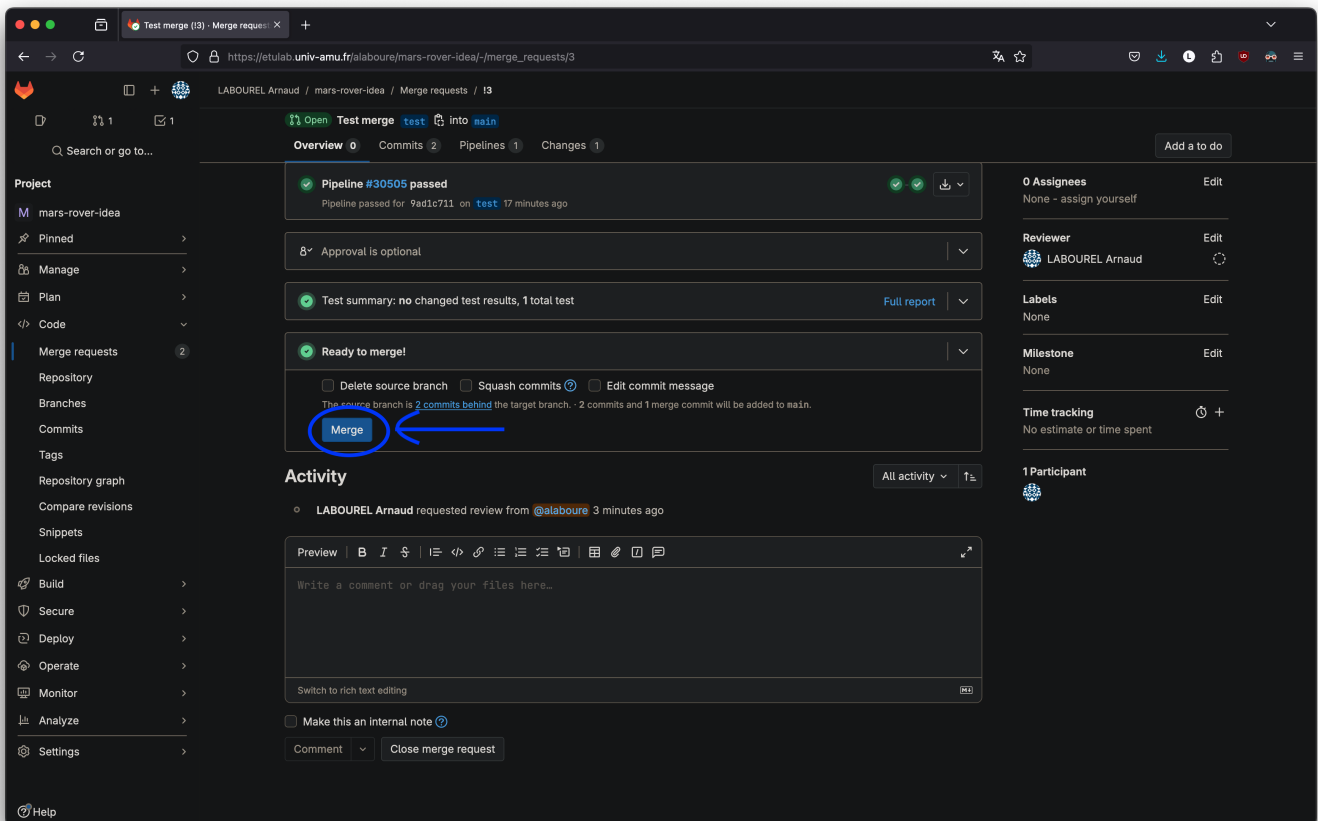 Test merge (!3) · Merge reques
https://etulab.univ-amu.fr/alaboure/mars-rover-idea/-/merge_requests/3
LABOUREL Arnaud / mars-rover-idea / Merge requests / !3
1 1
Search or go to...
Open Test merge test into main
Overview 0 Commits 2 Pipelines 1 Changes 1
Add a to do
Project
M mars-rover-idea
Pinned
Manage
Plan
Code
Merge requests 2
Repository
Branches
Commits
Tags
Repository graph
Compare revisions
Snippets
Locked files
Build
Secure
Deploy
Operate
Monitor
Analyze
Settings
Help
Pipeline #30505 passed
Pipeline passed for 9ad1c711 on test 17 minutes ago
Approval is optional
Test summary: no changed test results, 1 total test Full report
Ready to merge!
Delete source branch Squash commits Edit commit message
The source branch is 2 commits behind the target branch. · 2 commits and 1 merge commit will be added to main.
Merge
Activity
All activity
LABOUREL Arnaud requested review from @alaboure 3 minutes ago
Preview
Write a comment or drag your files here…
Switch to rich text editing
Make this an internal note
Comment Close merge request
0 Assignees Edit
None - assign yourself
Reviewer Edit
LABOUREL Arnaud
Labels Edit
None
Milestone Edit
None
Time tracking
No estimate or time spent
1 Participant